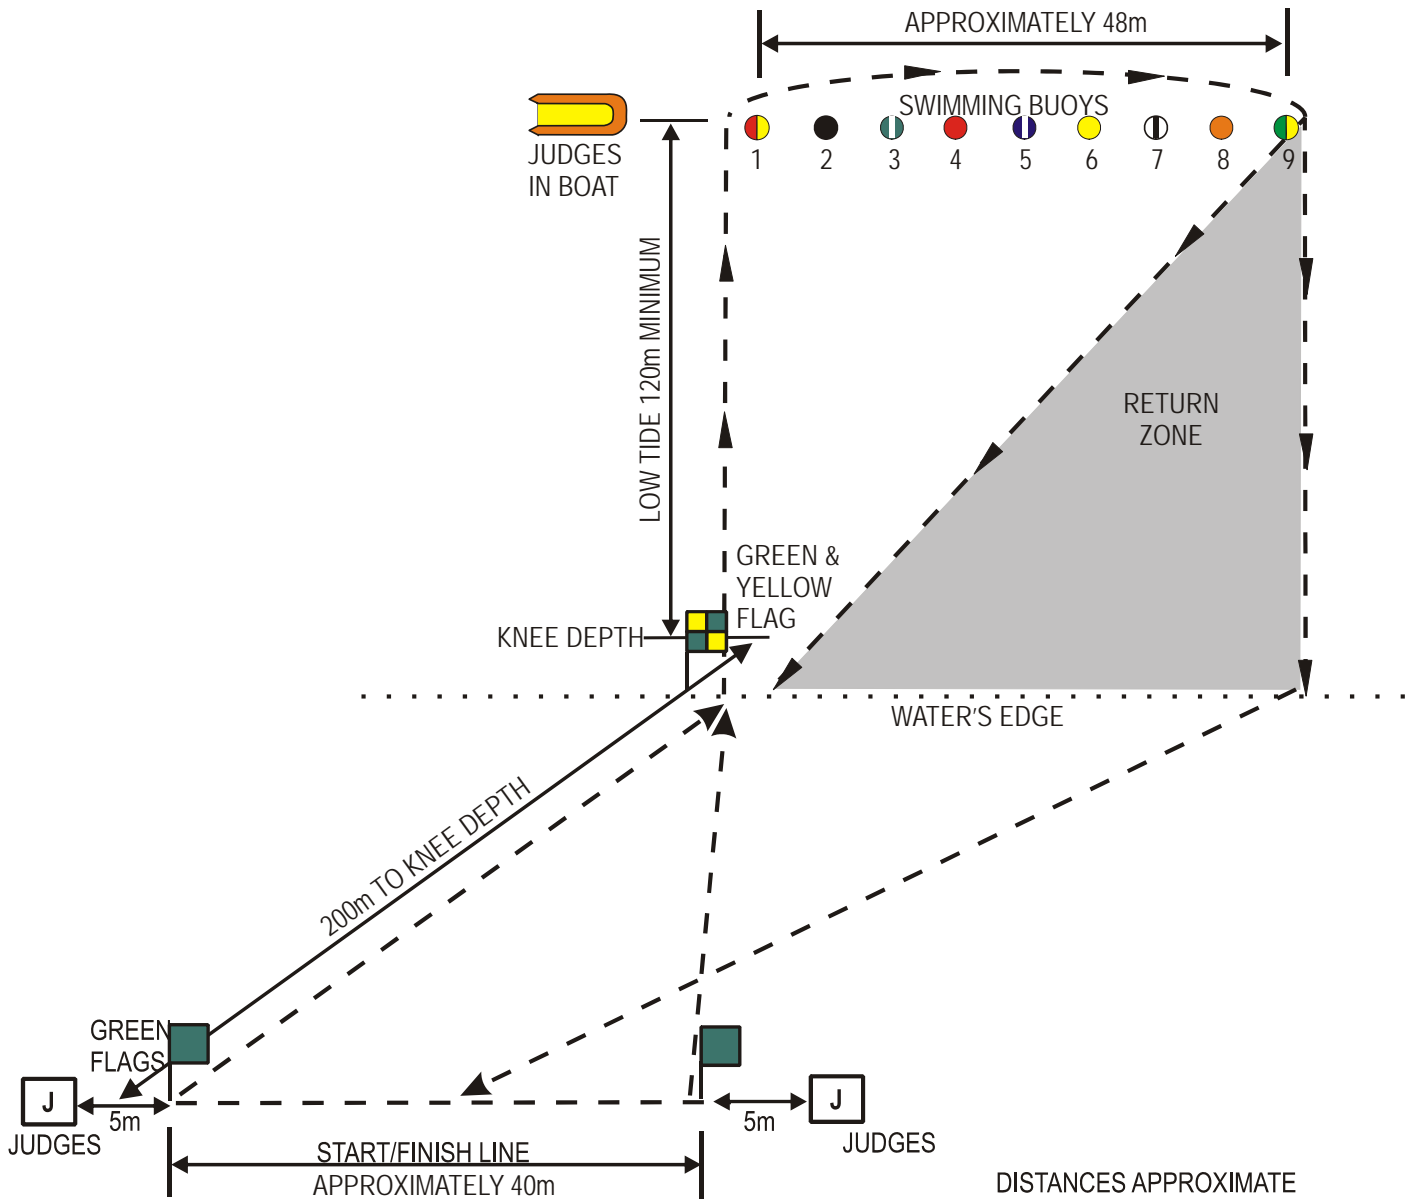 APPROXIMATELY 48m
SWIMMING BUOYS
1 2 3 4 5 6 7 8 9
JUDGES
IN BOAT
LOW TIDE 120m MINIMUM
RETURN
ZONE
GREEN &
YELLOW
FLAG
KNEE DEPTH
WATER'S EDGE
200m TO KNEE DEPTH
GREEN
FLAGS
J
5m
JUDGES
J
5m
JUDGES
START/FINISH LINE
APPROXIMATELY 40m
DISTANCES APPROXIMATE